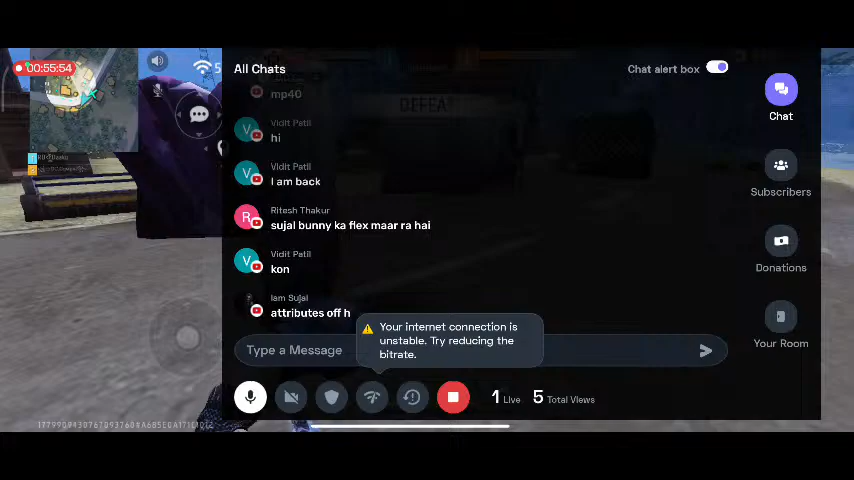 00:55:54
5
All Chats
Chat alert box
mp40
DEFEA
Chat
Vidit Patil
hi
Vidit Patil
I am back
Subscribers
Ritesh Thakur
sujal bunny ka flex maar ra hai
Vidit Patil
kon
Donations
Iam Sujal
attributes off h
Your internet connection is
unstable. Try reducing the
bitrate.
Type a Message
Your Room
1 Live 5 Total Views